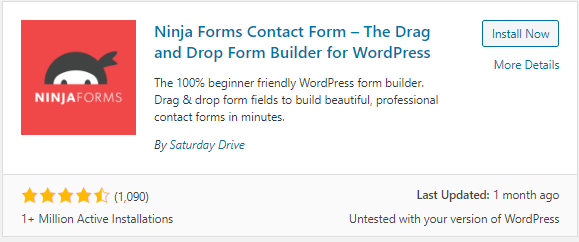 Ninja Forms Contact Form – The Drag
and Drop Form Builder for WordPress
Install Now
More Details
NINJAFORMS
The 100% beginner friendly WordPress form builder.
Drag & drop form fields to build beautiful, professional
contact forms in minutes.
By Saturday Drive
(1,090)
Last Updated: 1 month ago
1+ Million Active Installations
Untested with your version of WordPress